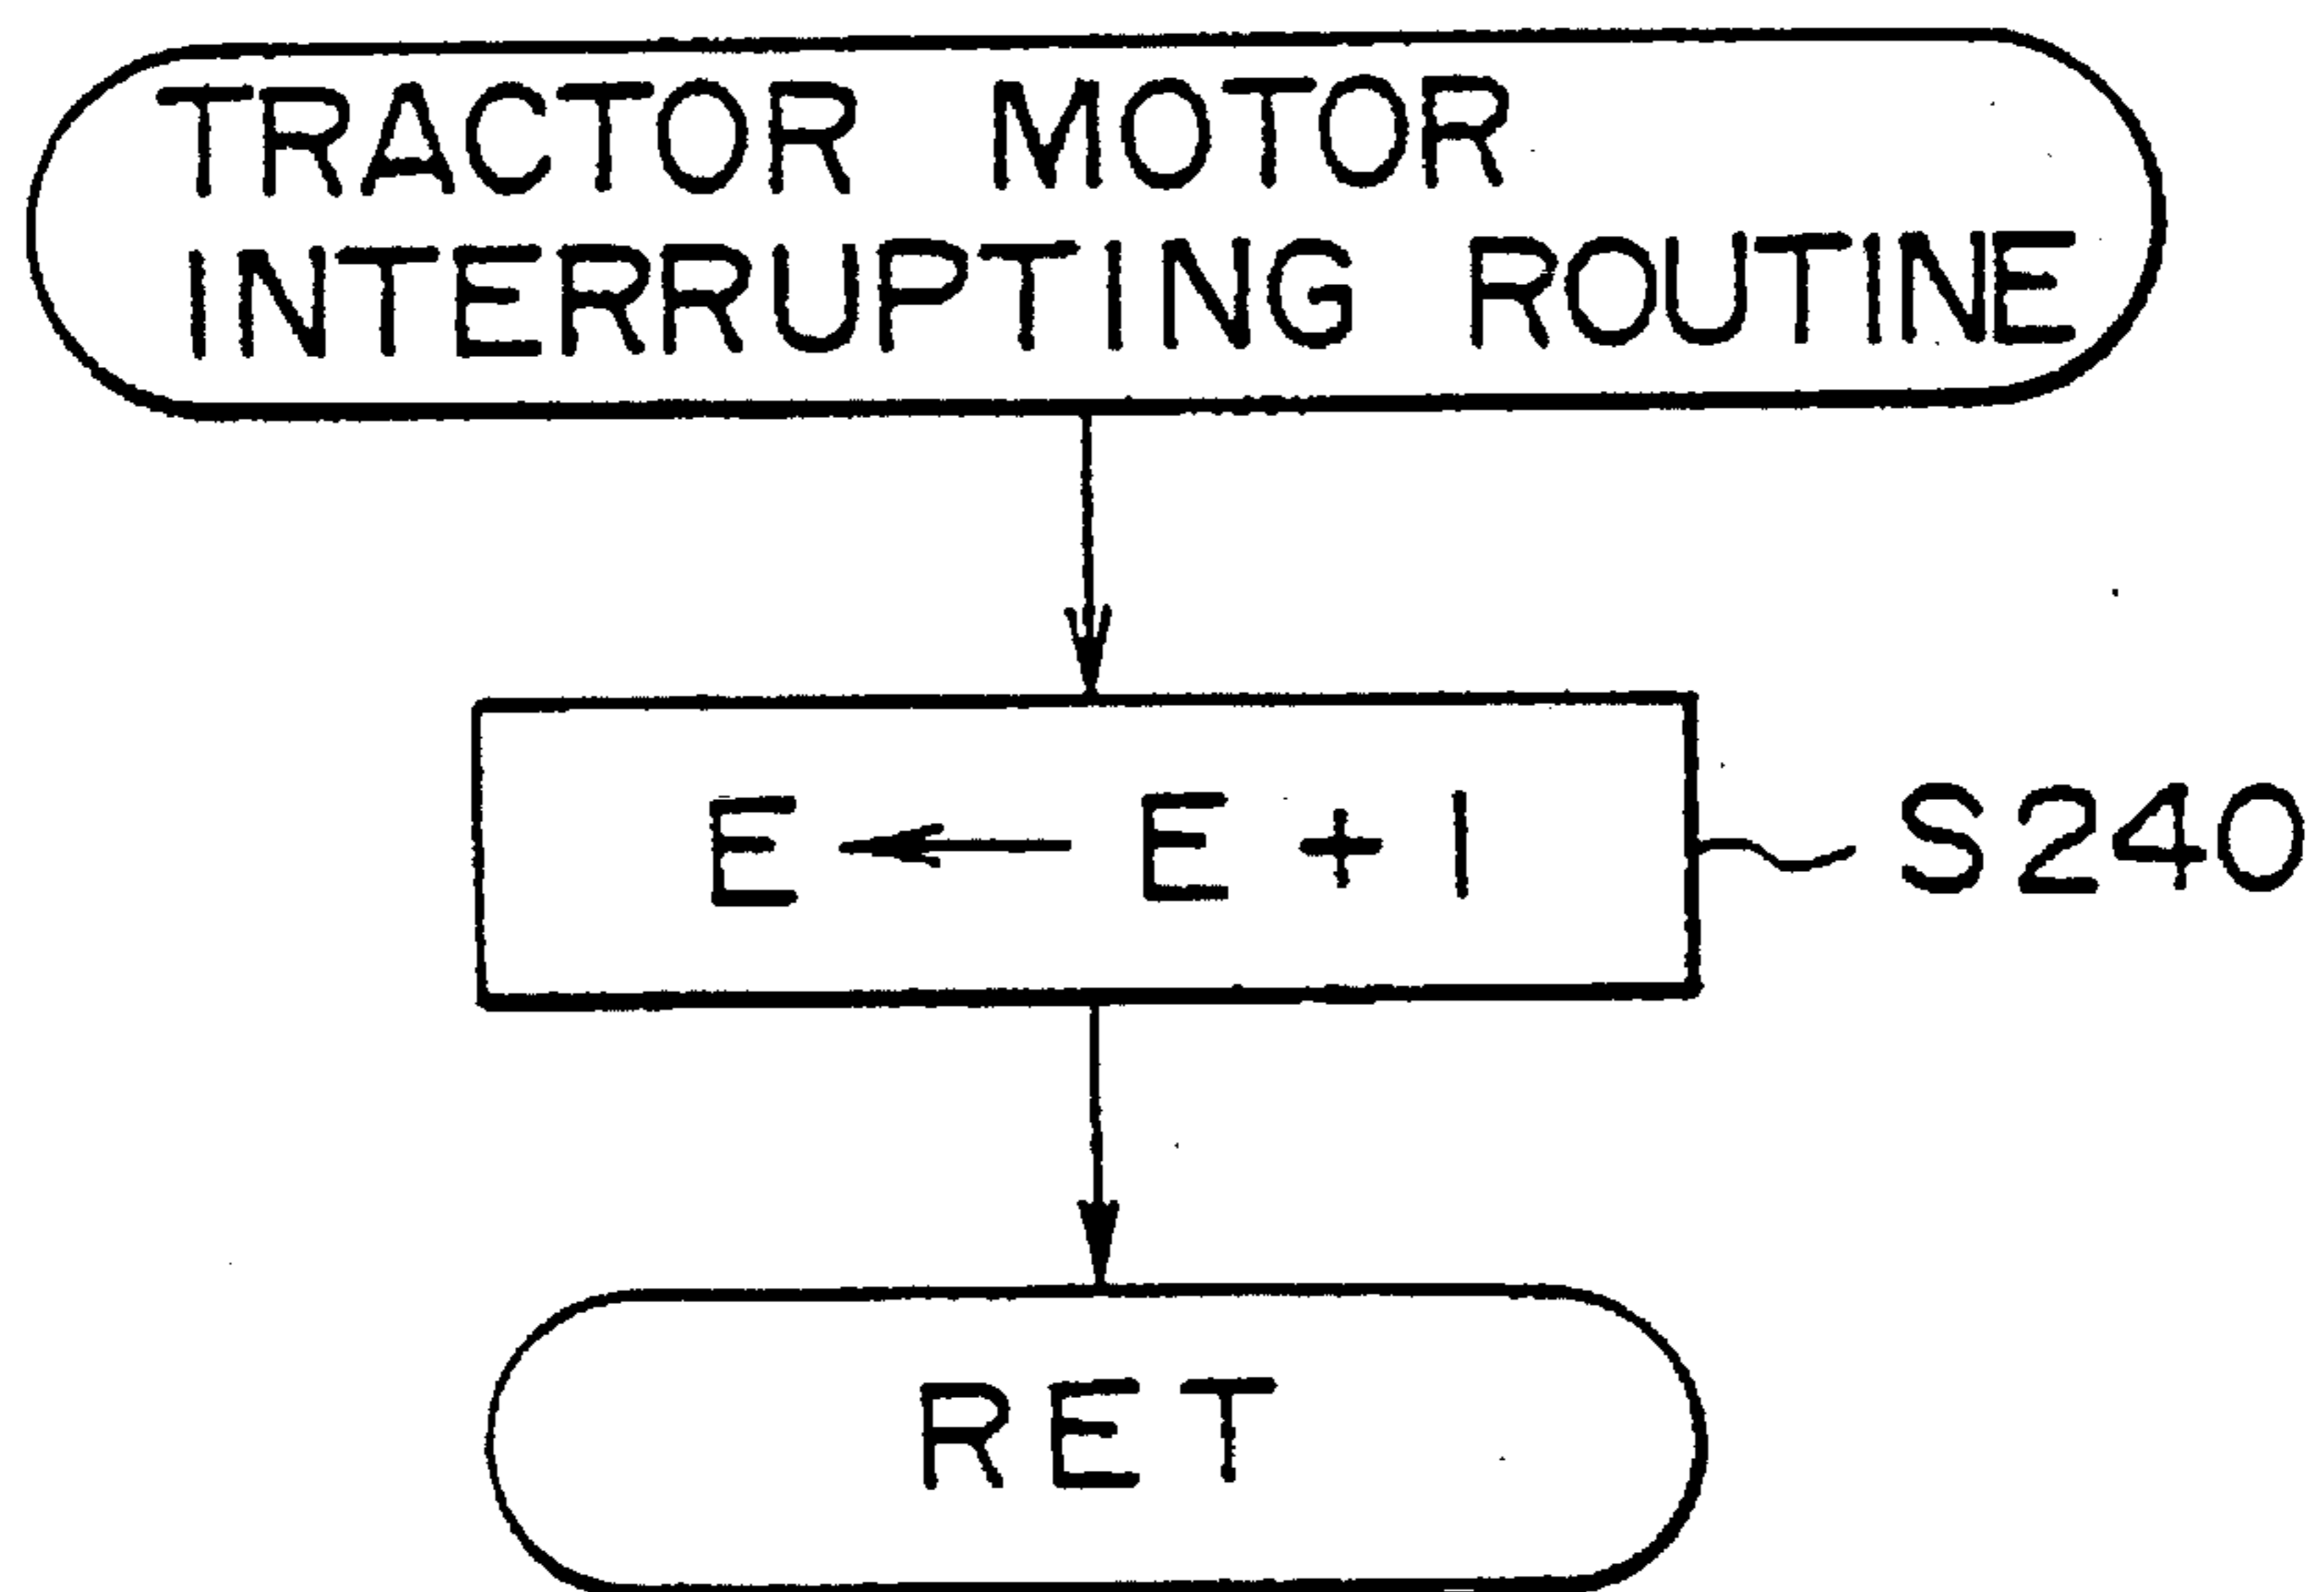 TRACTOR MOTOR
INTERRUPTING ROUTINE
E ← E + 1
S240
RET